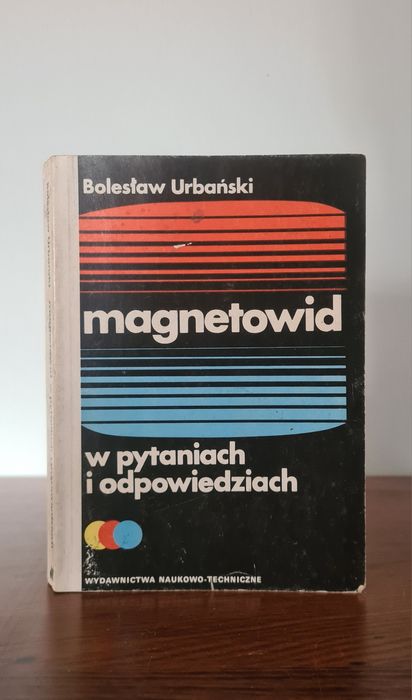 Bolesław Urbański
magnetowid
w pytaniach
i odpowiedziach
WYDAWNICTWA NAUKOWO-TECHNICZNE